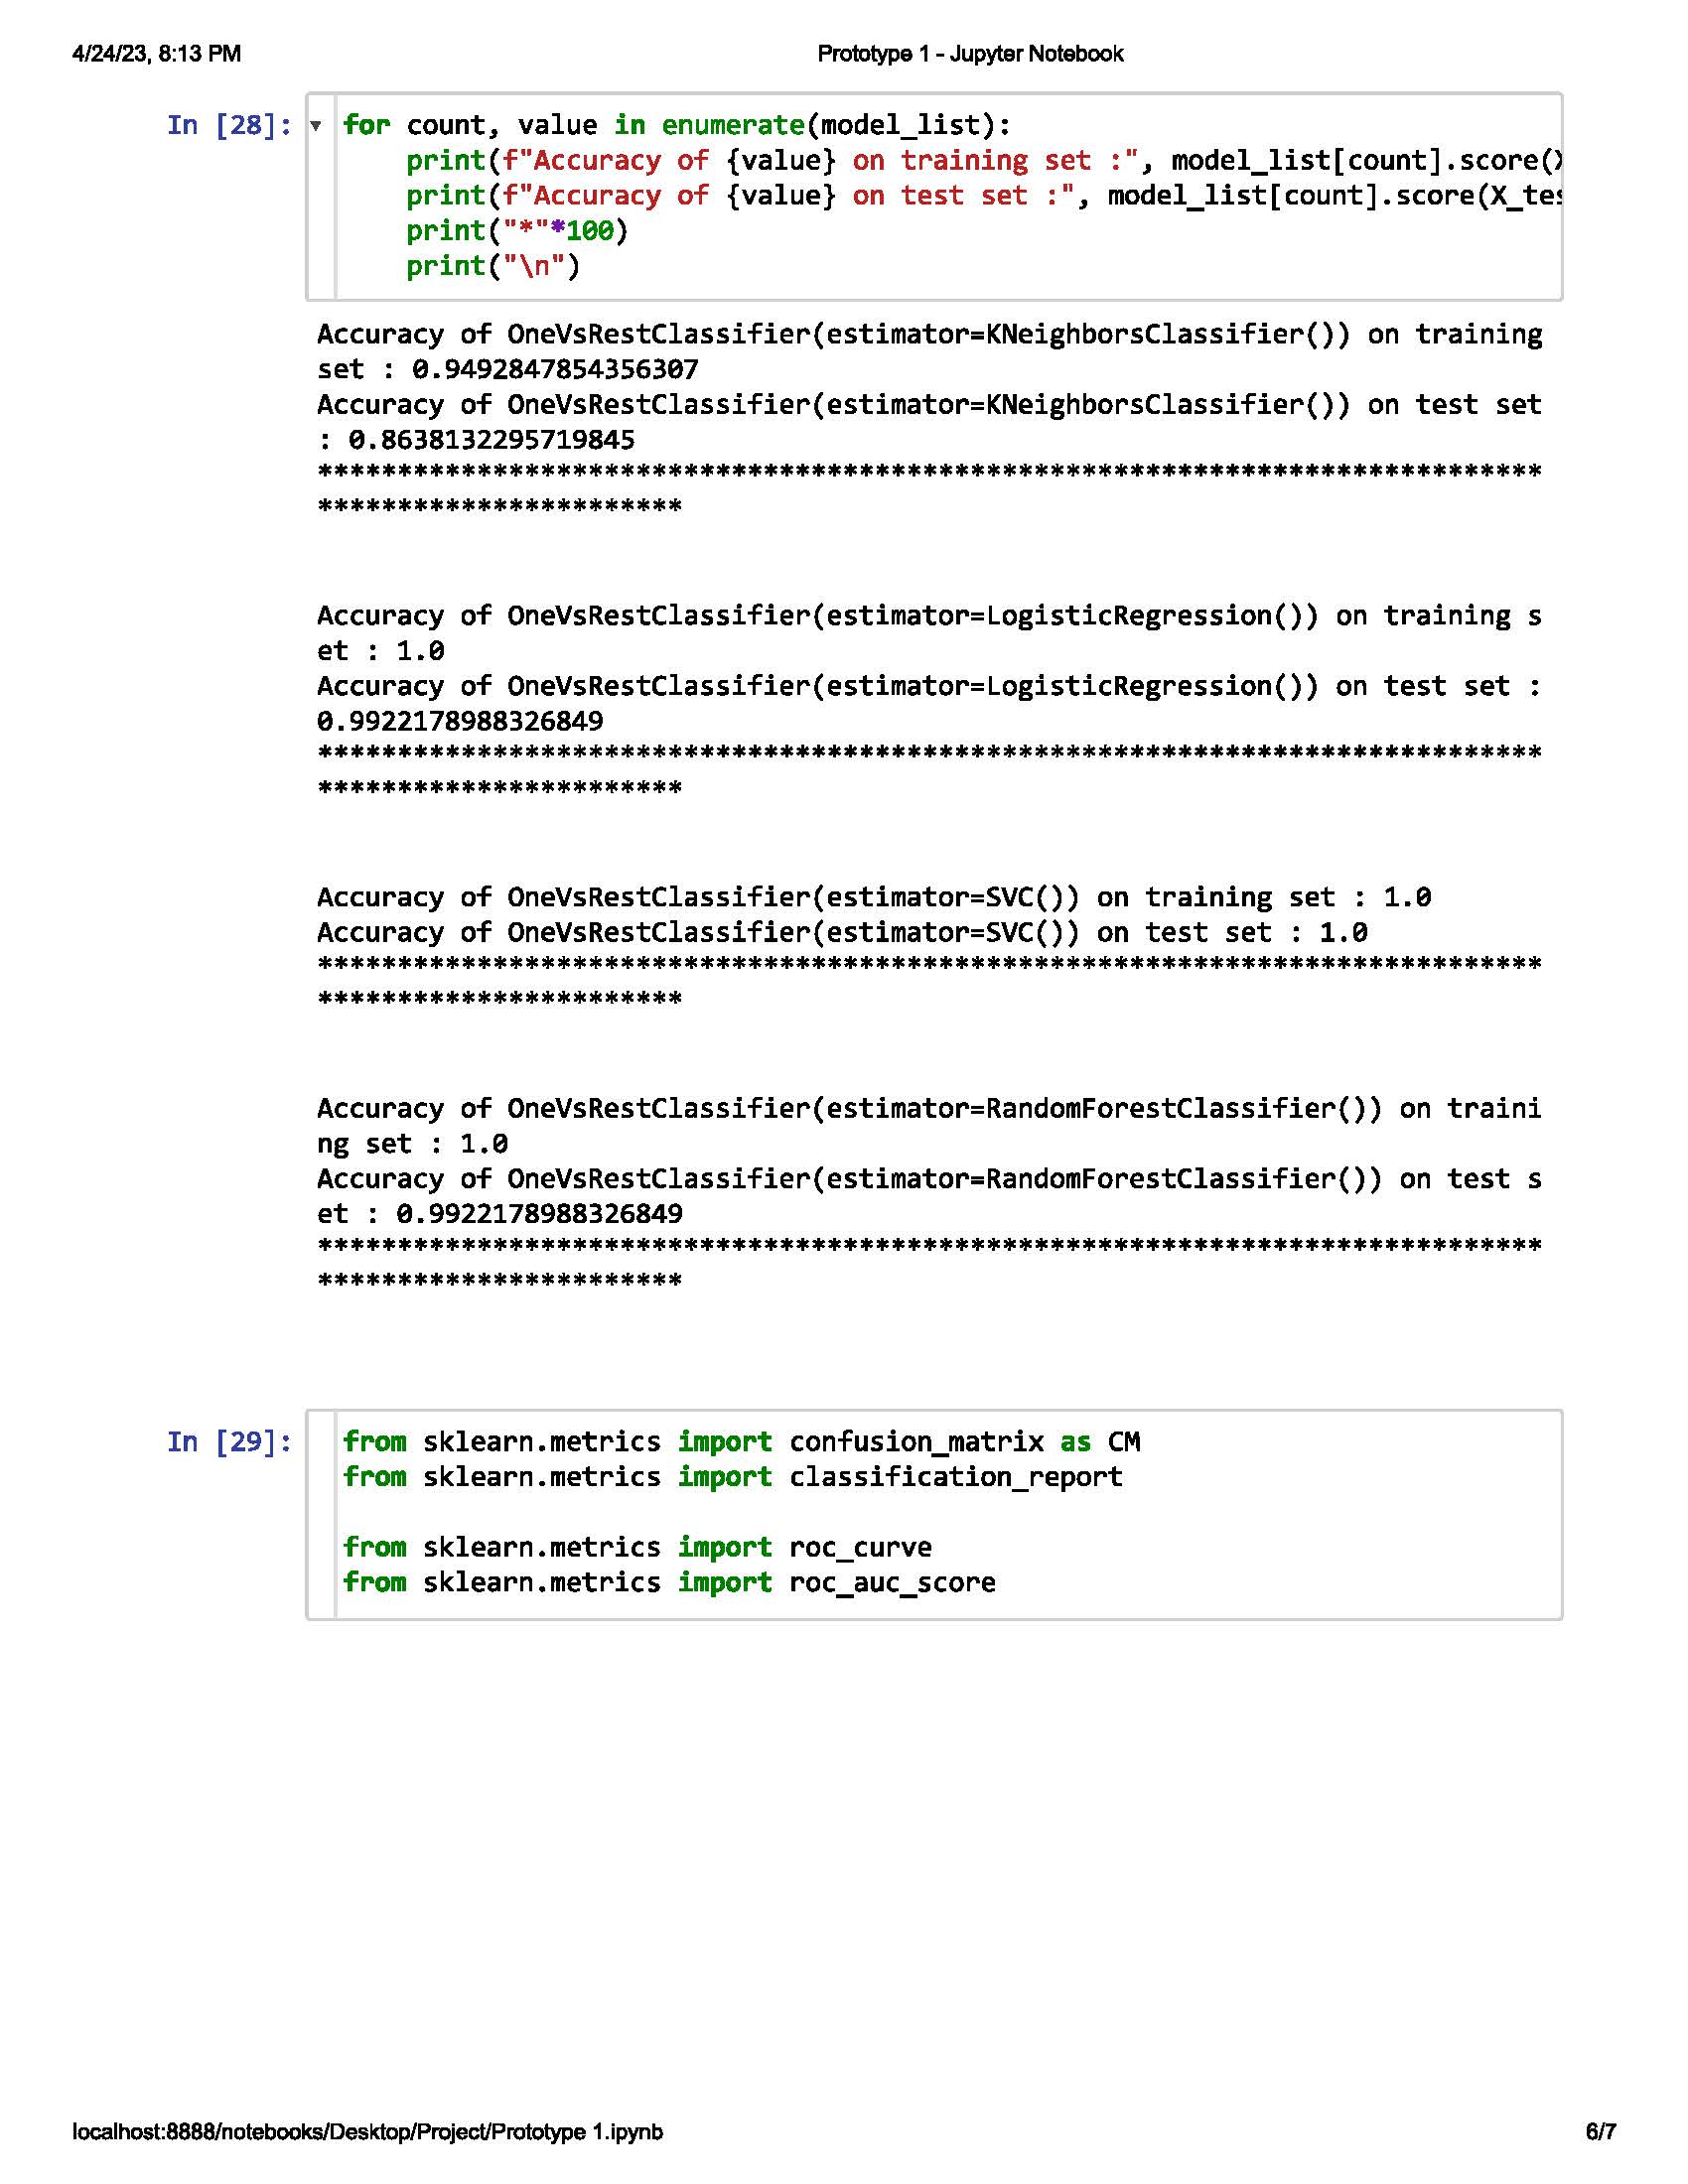 4/24/23, 8:13 PM
Prototype 1 - Jupyter Notebook
In [28]:
for count, value in enumerate(model_list):
    print(f"Accuracy of {value} on training set :", model_list[count].score(X
    print(f"Accuracy of {value} on test set :", model_list[count].score(X_tes
    print("*"*100)
    print("\n")
Accuracy of OneVsRestClassifier(estimator=KNeighborsClassifier()) on training
set : 0.9492847854356307
Accuracy of OneVsRestClassifier(estimator=KNeighborsClassifier()) on test set
: 0.8638132295719845
*****************************************************************************
***********************
Accuracy of OneVsRestClassifier(estimator=LogisticRegression()) on training s
et : 1.0
Accuracy of OneVsRestClassifier(estimator=LogisticRegression()) on test set :
0.9922178988326849
*****************************************************************************
***********************
Accuracy of OneVsRestClassifier(estimator=SVC()) on training set : 1.0
Accuracy of OneVsRestClassifier(estimator=SVC()) on test set : 1.0
*****************************************************************************
***********************
Accuracy of OneVsRestClassifier(estimator=RandomForestClassifier()) on traini
ng set : 1.0
Accuracy of OneVsRestClassifier(estimator=RandomForestClassifier()) on test s
et : 0.9922178988326849
*****************************************************************************
***********************
In [29]:
from sklearn.metrics import confusion_matrix as CM
from sklearn.metrics import classification_report
from sklearn.metrics import roc_curve
from sklearn.metrics import roc_auc_score
localhost:8888/notebooks/Desktop/Project/Prototype 1.ipynb
6/7